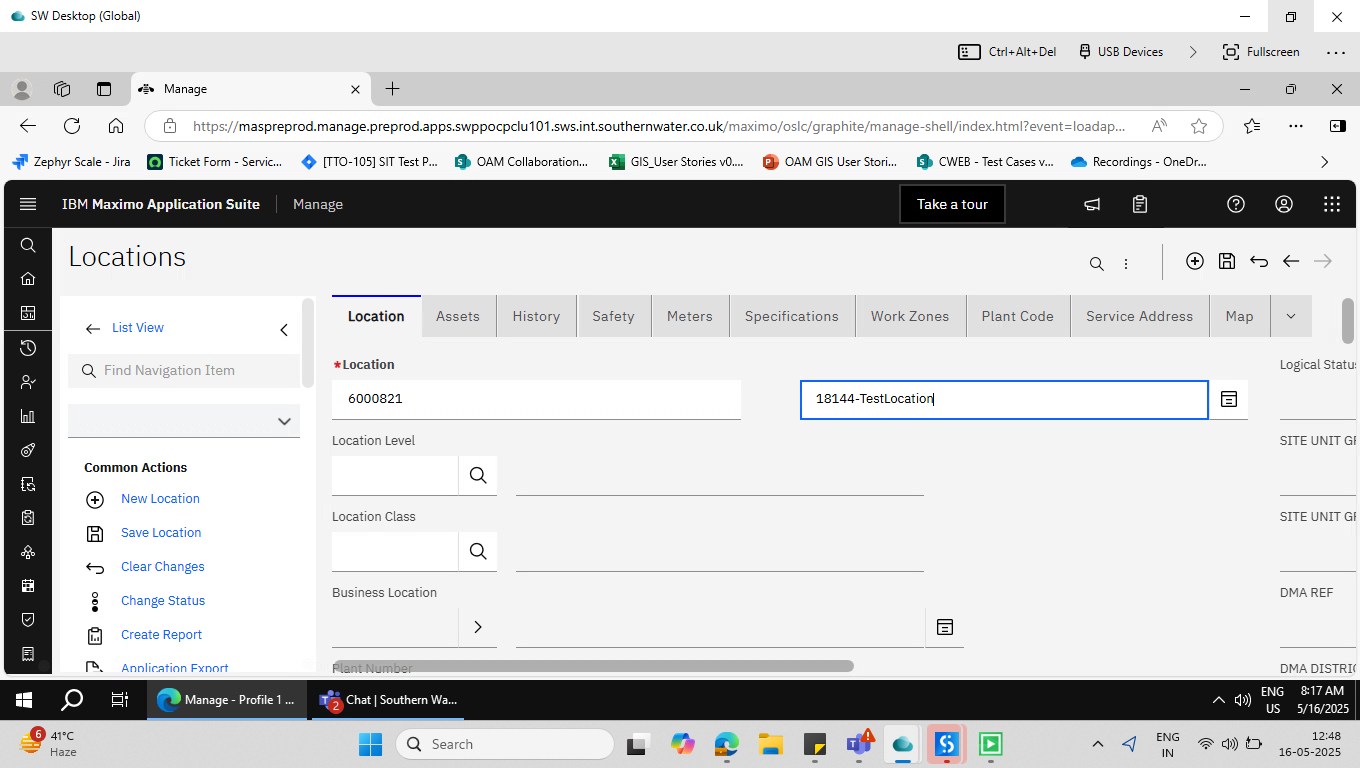 SW Desktop (Global)
Ctrl+Alt+Del
USB Devices
Fullscreen
Manage
https://maspreprod.manage.preprod.apps.swppocpclu101.sws.int.southernwater.co.uk/maximo/oslc/graphite/manage-shell/index.html?event=loadap...
Zephyr Scale - Jira
Ticket Form - Servic...
[TTO-105] SIT Test P...
OAM Collaboration...
GIS_User Stories v0....
OAM GIS User Stori...
CWEB - Test Cases v...
Recordings - OneDr...
IBM Maximo Application Suite
Manage
Take a tour
Locations
List View
Find Navigation Item
Common Actions
New Location
Save Location
Clear Changes
Change Status
Create Report
Application Export
Location
Assets
History
Safety
Meters
Specifications
Work Zones
Plant Code
Service Address
Map
*Location
6000821
18144-TestLocation
Logical Status
Location Level
SITE UNIT GR
Location Class
SITE UNIT GR
Business Location
DMA REF
Plant Number
DMA DISTRIC
Manage - Profile 1 ...
2
Chat | Southern Wa...
ENG
US
8:17 AM
5/16/2025
6
41°C
Haze
Search
ENG
IN
12:48
16-05-2025